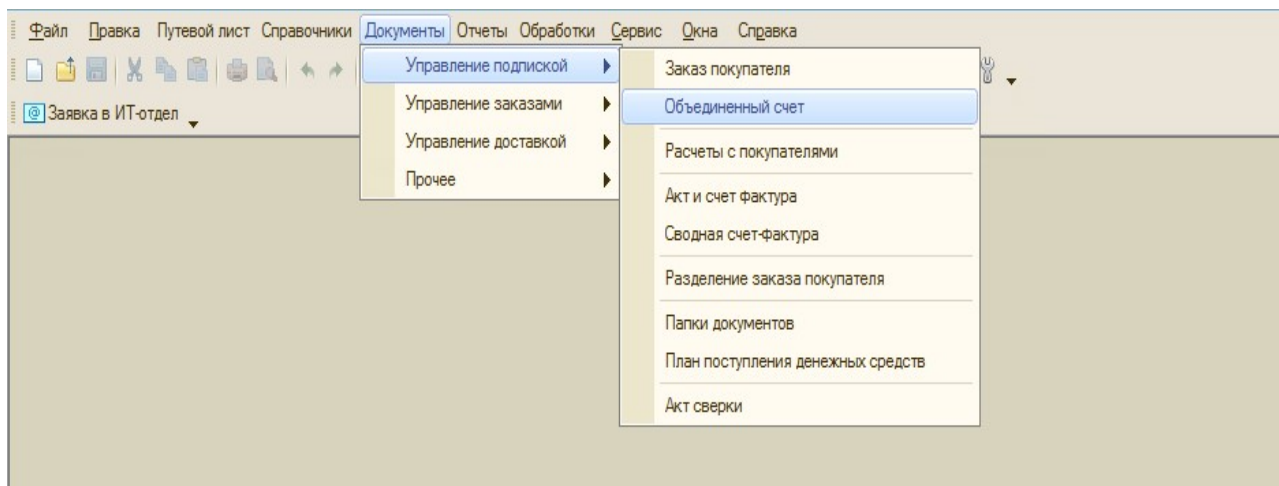 Файл Правка Путевой лист Справочники Документы Отчеты Обработки Сервис Окна Справка
Управление подпиской
Заказ покупателя
Заявка в ИТ-отдел
Управление заказами
Объединенный счет
Управление доставкой
Расчеты с покупателями
Прочее
Акт и счет фактура
Сводная счет-фактура
Разделение заказа покупателя
Папки документов
План поступления денежных средств
Акт сверки